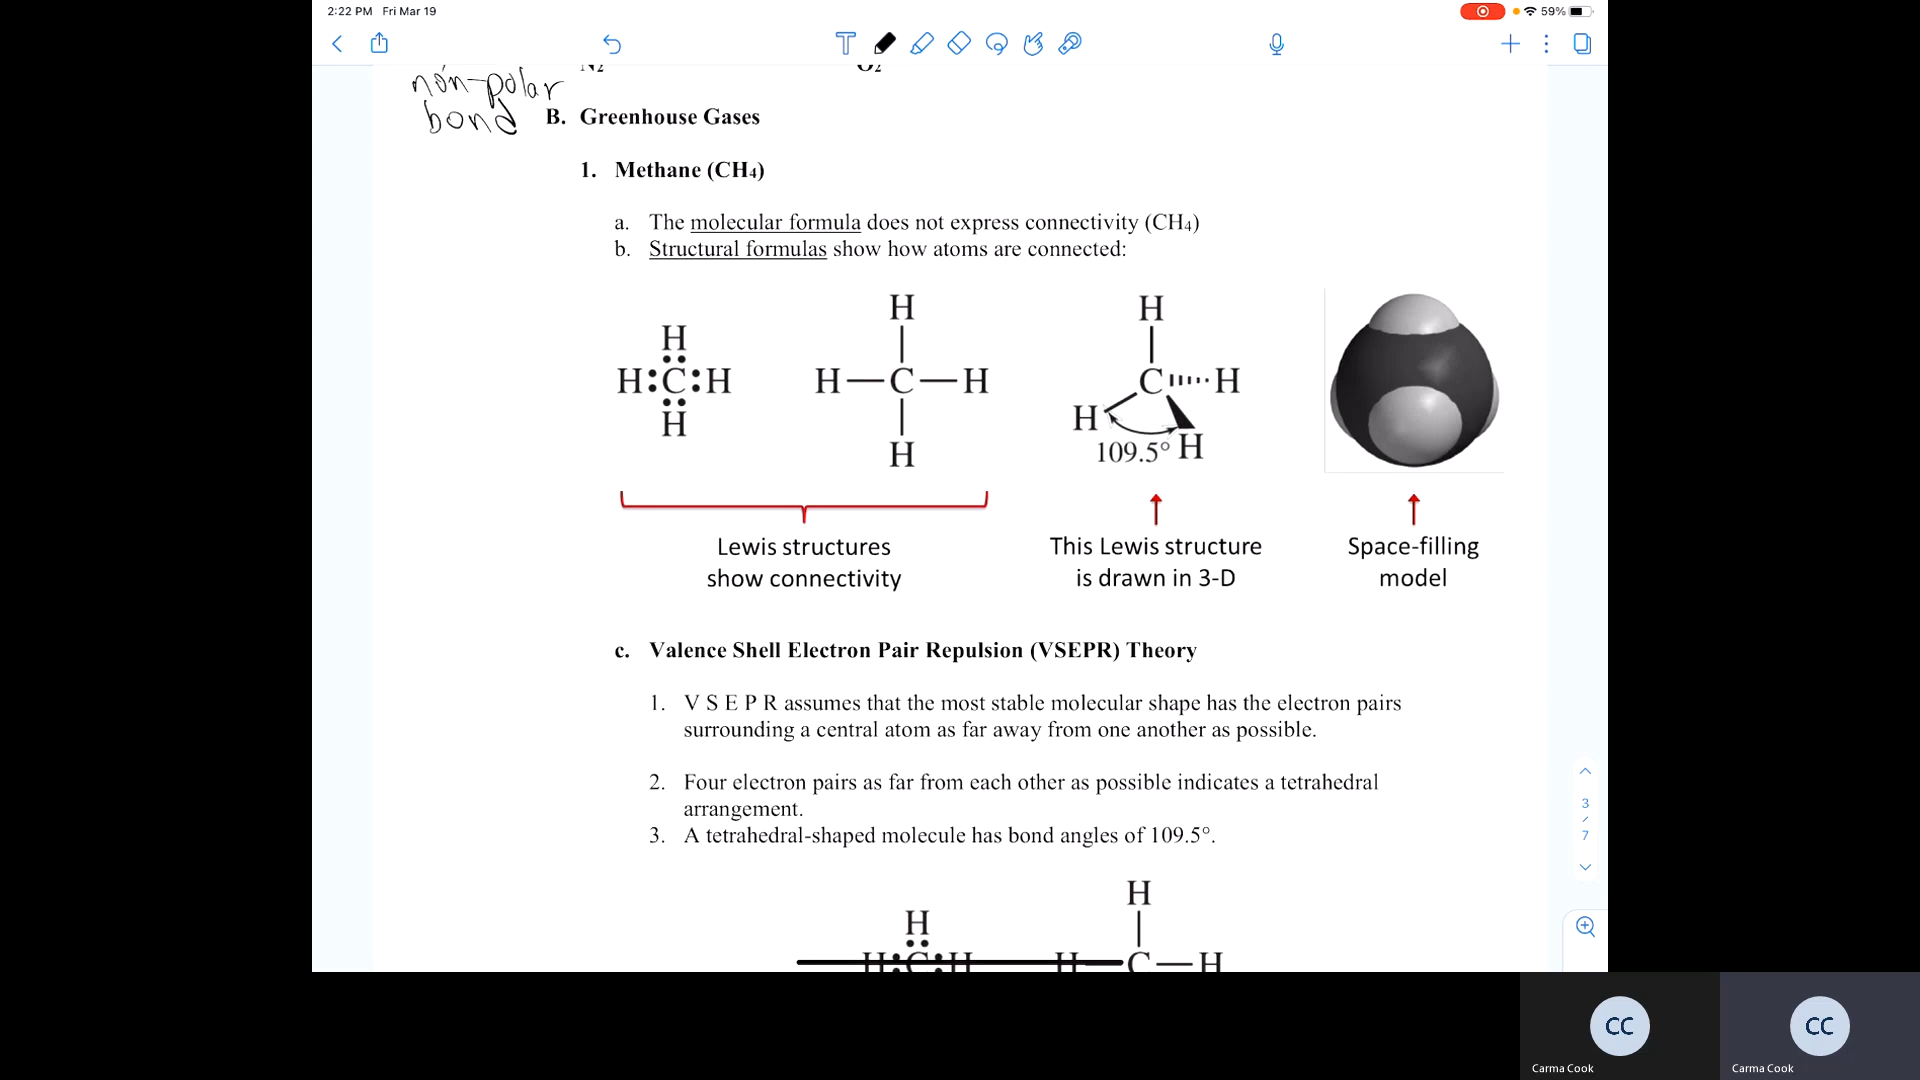 2:22 PM Fri Mar 19
59%
non-polar
bond
B. Greenhouse Gases
1. Methane (CH₄)
a. The molecular formula does not express connectivity (CH₄)
b. Structural formulas show how atoms are connected:
H
H:C:H
H
H
H—C—H
H
H
C H
H
109.5° H
Lewis structures
show connectivity
This Lewis structure
is drawn in 3-D
Space-filling
model
c. Valence Shell Electron Pair Repulsion (VSEPR) Theory
1. V S E P R assumes that the most stable molecular shape has the electron pairs
surrounding a central atom as far away from one another as possible.
2. Four electron pairs as far from each other as possible indicates a tetrahedral
arrangement.
3. A tetrahedral-shaped molecule has bond angles of 109.5°.
3
/
7
H
H:C:H
H
H—C—H
CC
Carma Cook
CC
Carma Cook